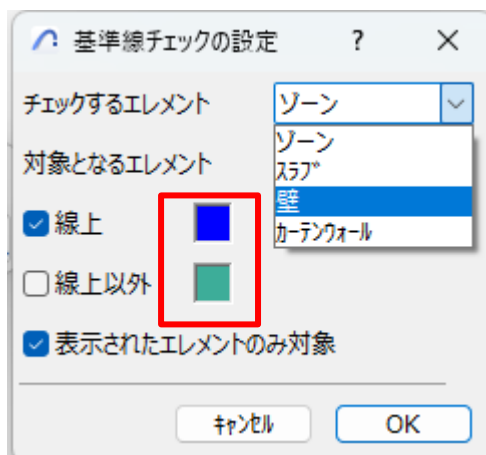 基準線チェックの設定 ? ×
チェックするエレメント ゾーン
対象となるエレメント
ゾーン
ｽﾗﾌﾞ
壁
ｶｰﾃﾝｳｫｰﾙ
線上
線上以外
表示されたエレメントのみ対象
ｷｬﾝｾﾙ OK